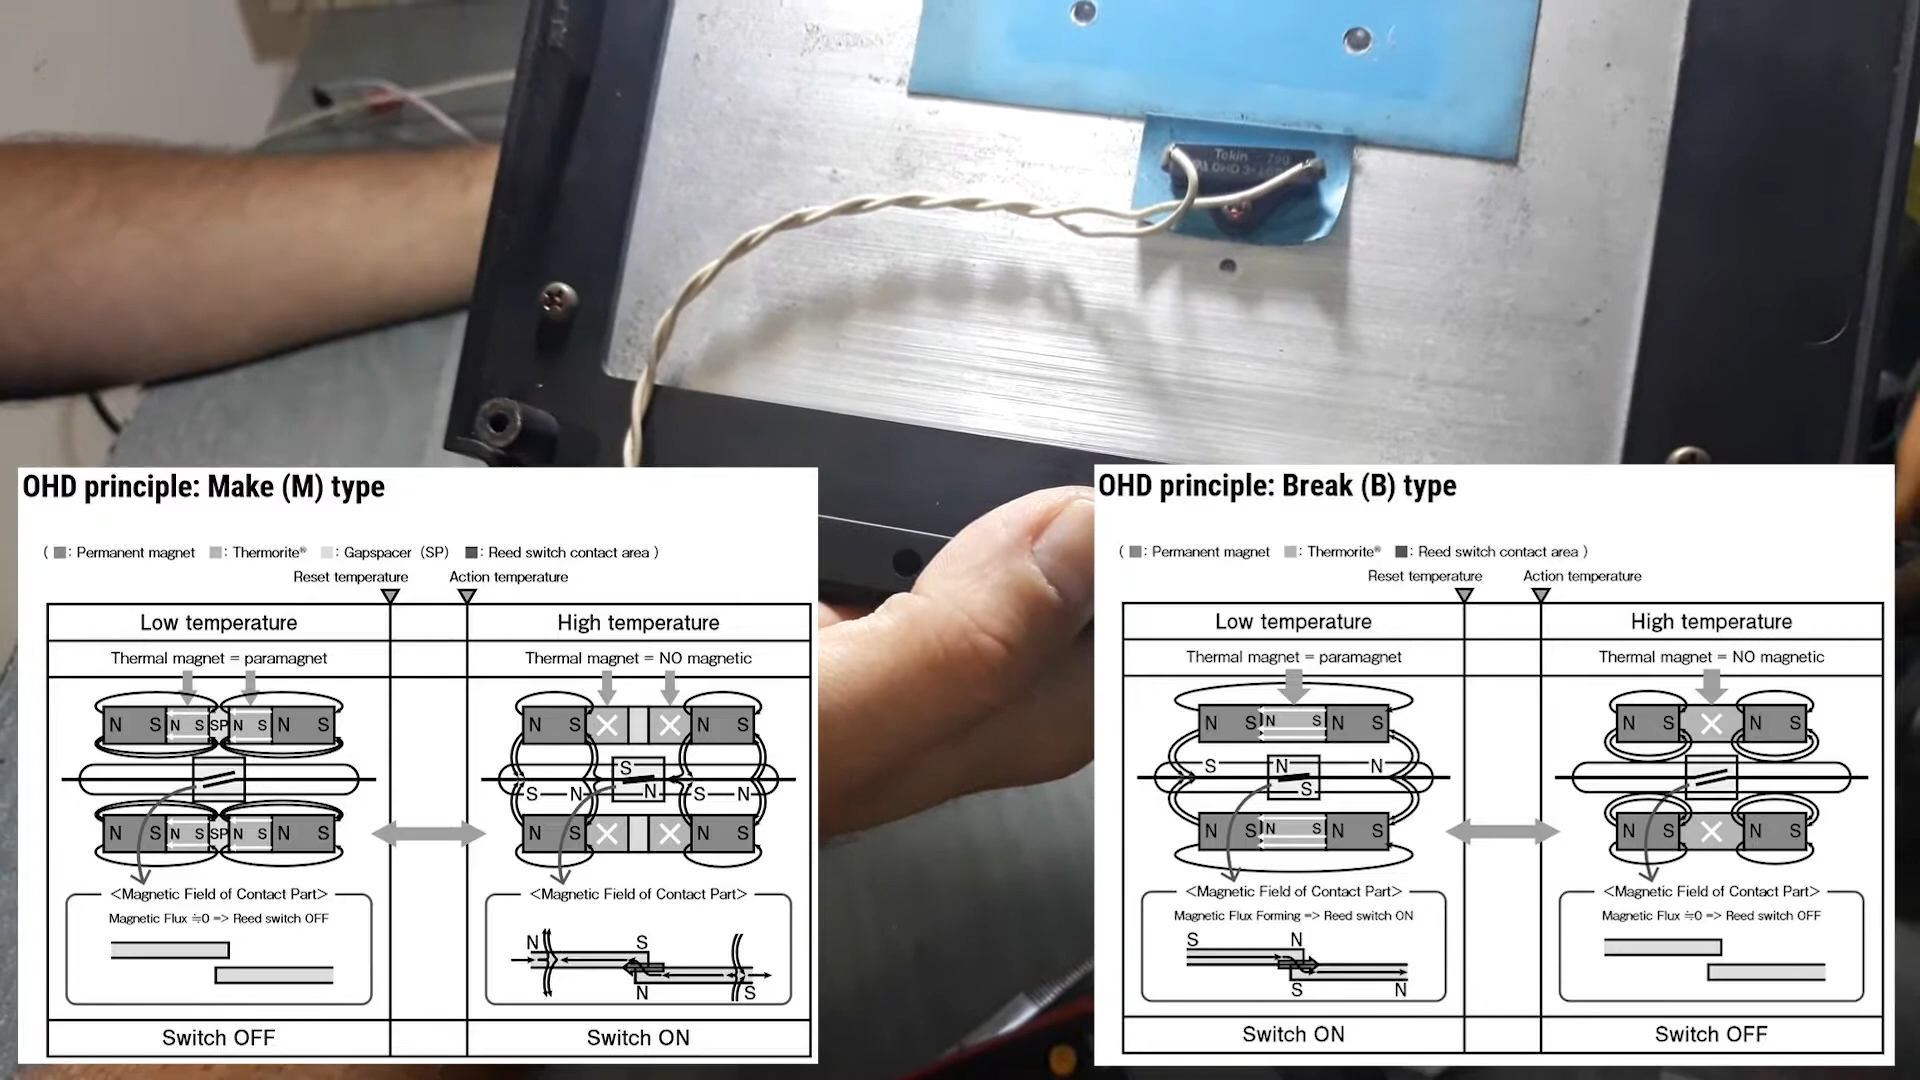 Tokin 790
OHD 3-
OHD principle: Make (M) type
( : Permanent magnet : Thermorite® : Gapspacer (SP) : Reed switch contact area )
Reset temperature Action temperature
Low temperature High temperature
Thermal magnet = paramagnet Thermal magnet = NO magnetic
N S N S SP N S N S N S N S
S
S N N S N
N S N S SP N S N S N S N S
<Magnetic Field of Contact Part> <Magnetic Field of Contact Part>
Magnetic Flux ≒0 => Reed switch OFF
N S
N S
Switch OFF Switch ON
OHD principle: Break (B) type
( : Permanent magnet : Thermorite® : Reed switch contact area )
Reset temperature Action temperature
Low temperature High temperature
Thermal magnet = paramagnet Thermal magnet = NO magnetic
N S N S N S N S N S
S N N
S
N S N S N S N S N S
<Magnetic Field of Contact Part> <Magnetic Field of Contact Part>
Magnetic Flux Forming => Reed switch ON Magnetic Flux ≒0 => Reed switch OFF
S N
S N
Switch ON Switch OFF